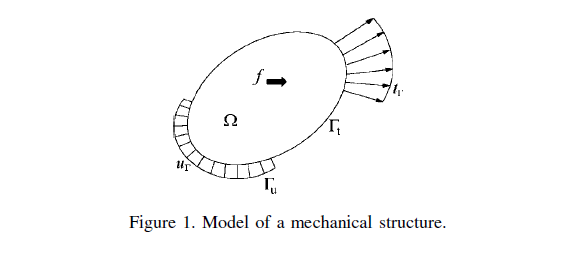 f
t_Γ
Ω
Γ_t
u_Γ
Γ_u
Figure 1. Model of a mechanical structure.